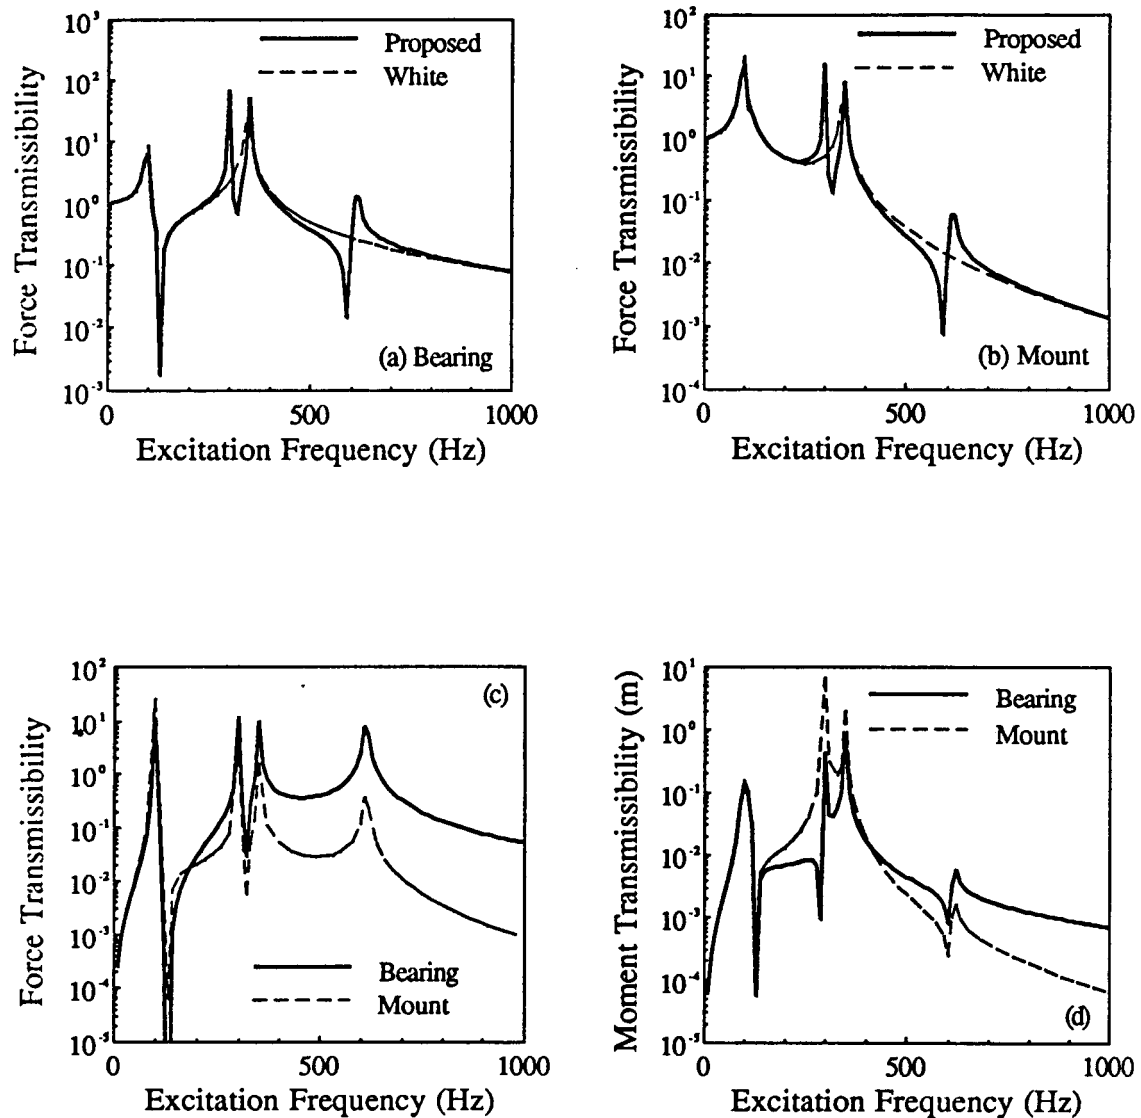 10³
10²
10¹
10⁰
10⁻¹
10⁻²
10⁻³
Force Transmissibility
Proposed
White
(a) Bearing
0
500
1000
Excitation Frequency (Hz)
10²
10¹
10⁰
10⁻¹
10⁻²
10⁻³
10⁻⁴
Force Transmissibility
Proposed
White
(b) Mount
0
500
1000
Excitation Frequency (Hz)
10²
10¹
10⁰
10⁻¹
10⁻²
10⁻³
10⁻⁴
10⁻⁵
Force Transmissibility
(c)
Bearing
Mount
0
500
1000
Excitation Frequency (Hz)
10¹
10⁰
10⁻¹
10⁻²
10⁻³
10⁻⁴
10⁻⁵
Moment Transmissibility (m)
Bearing
Mount
(d)
0
500
1000
Excitation Frequency (Hz)